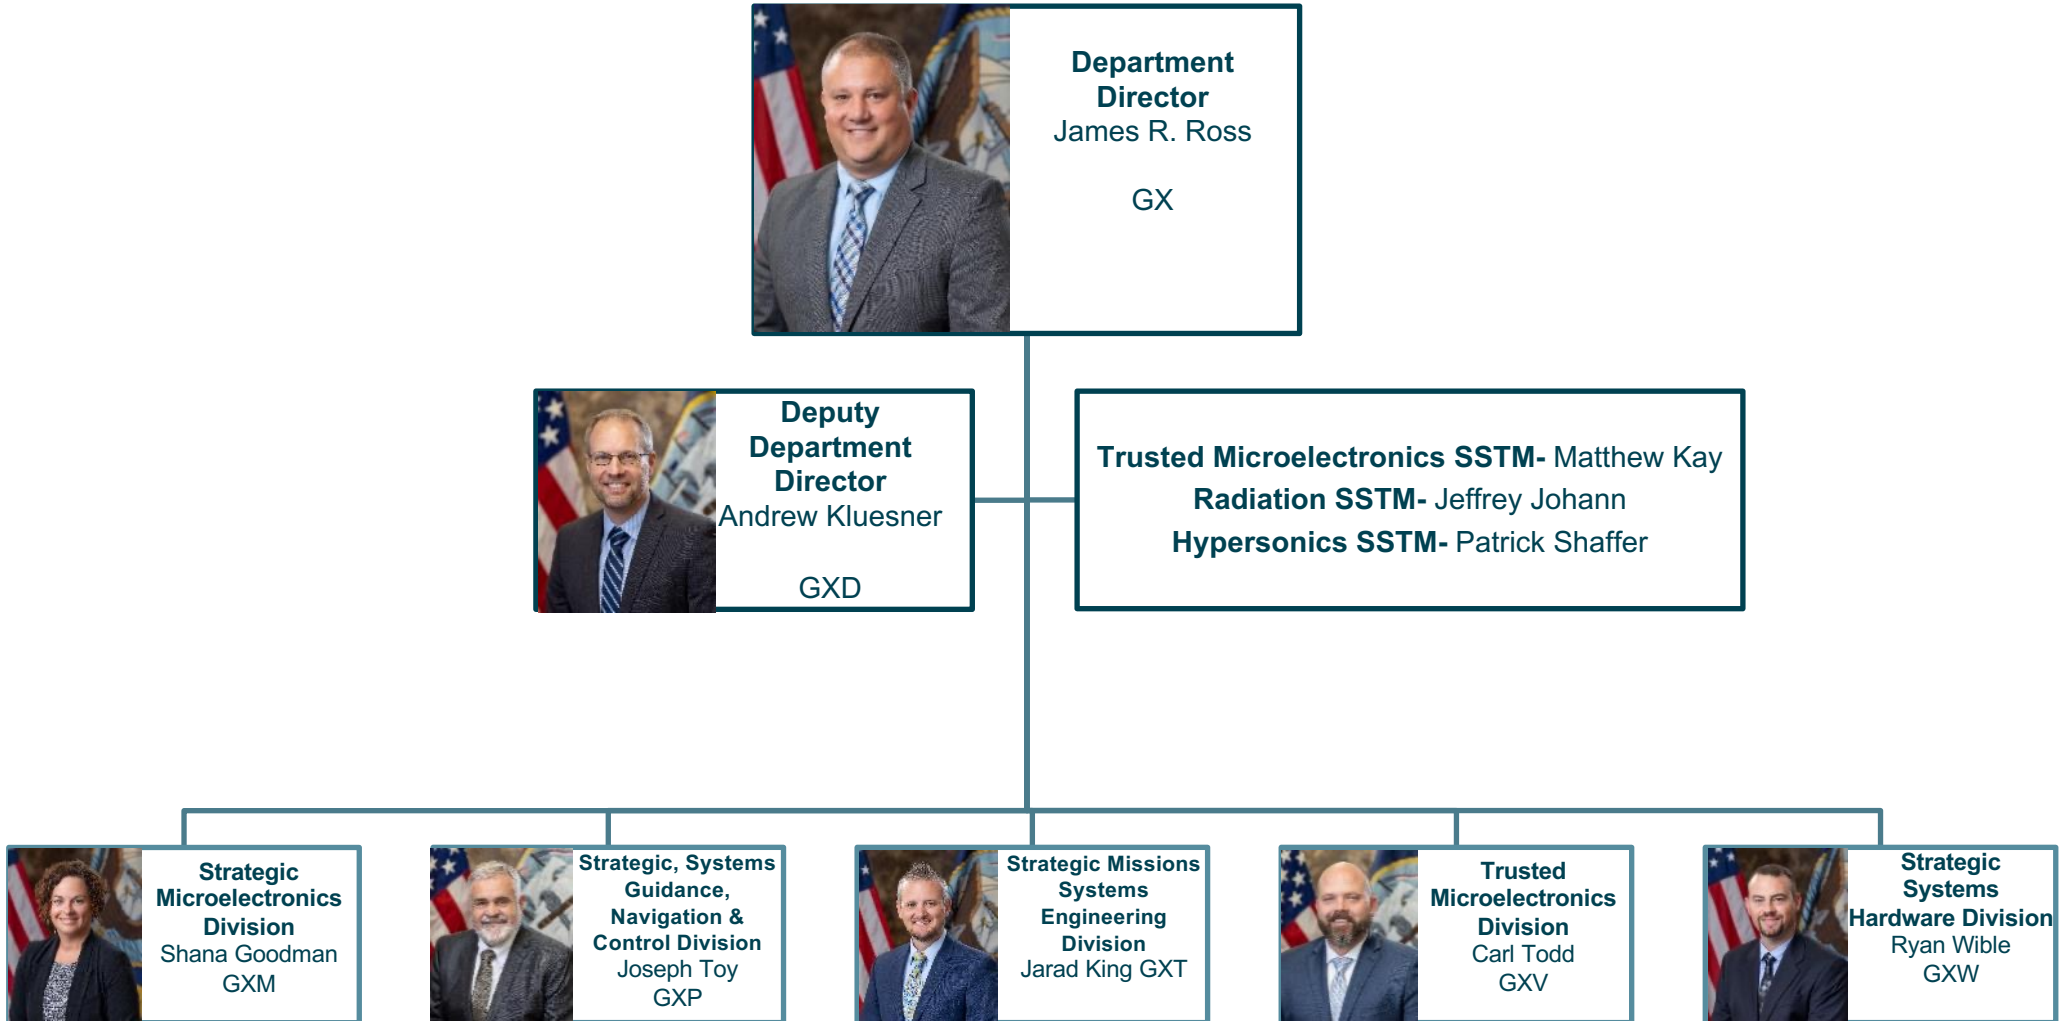 Department
Director
James R. Ross
GX
Deputy
Department
Director
Andrew Kluesner
GXD
Trusted Microelectronics SSTM- Matthew Kay
Radiation SSTM- Jeffrey Johann
Hypersonics SSTM- Patrick Shaffer
Strategic
Microelectronics
Division
Shana Goodman
GXM
Strategic, Systems
Guidance,
Navigation &
Control Division
Joseph Toy
GXP
Strategic Missions
Systems
Engineering
Division
Jarad King GXT
Trusted
Microelectronics
Division
Carl Todd
GXV
Strategic
Systems
Hardware Division
Ryan Wible
GXW